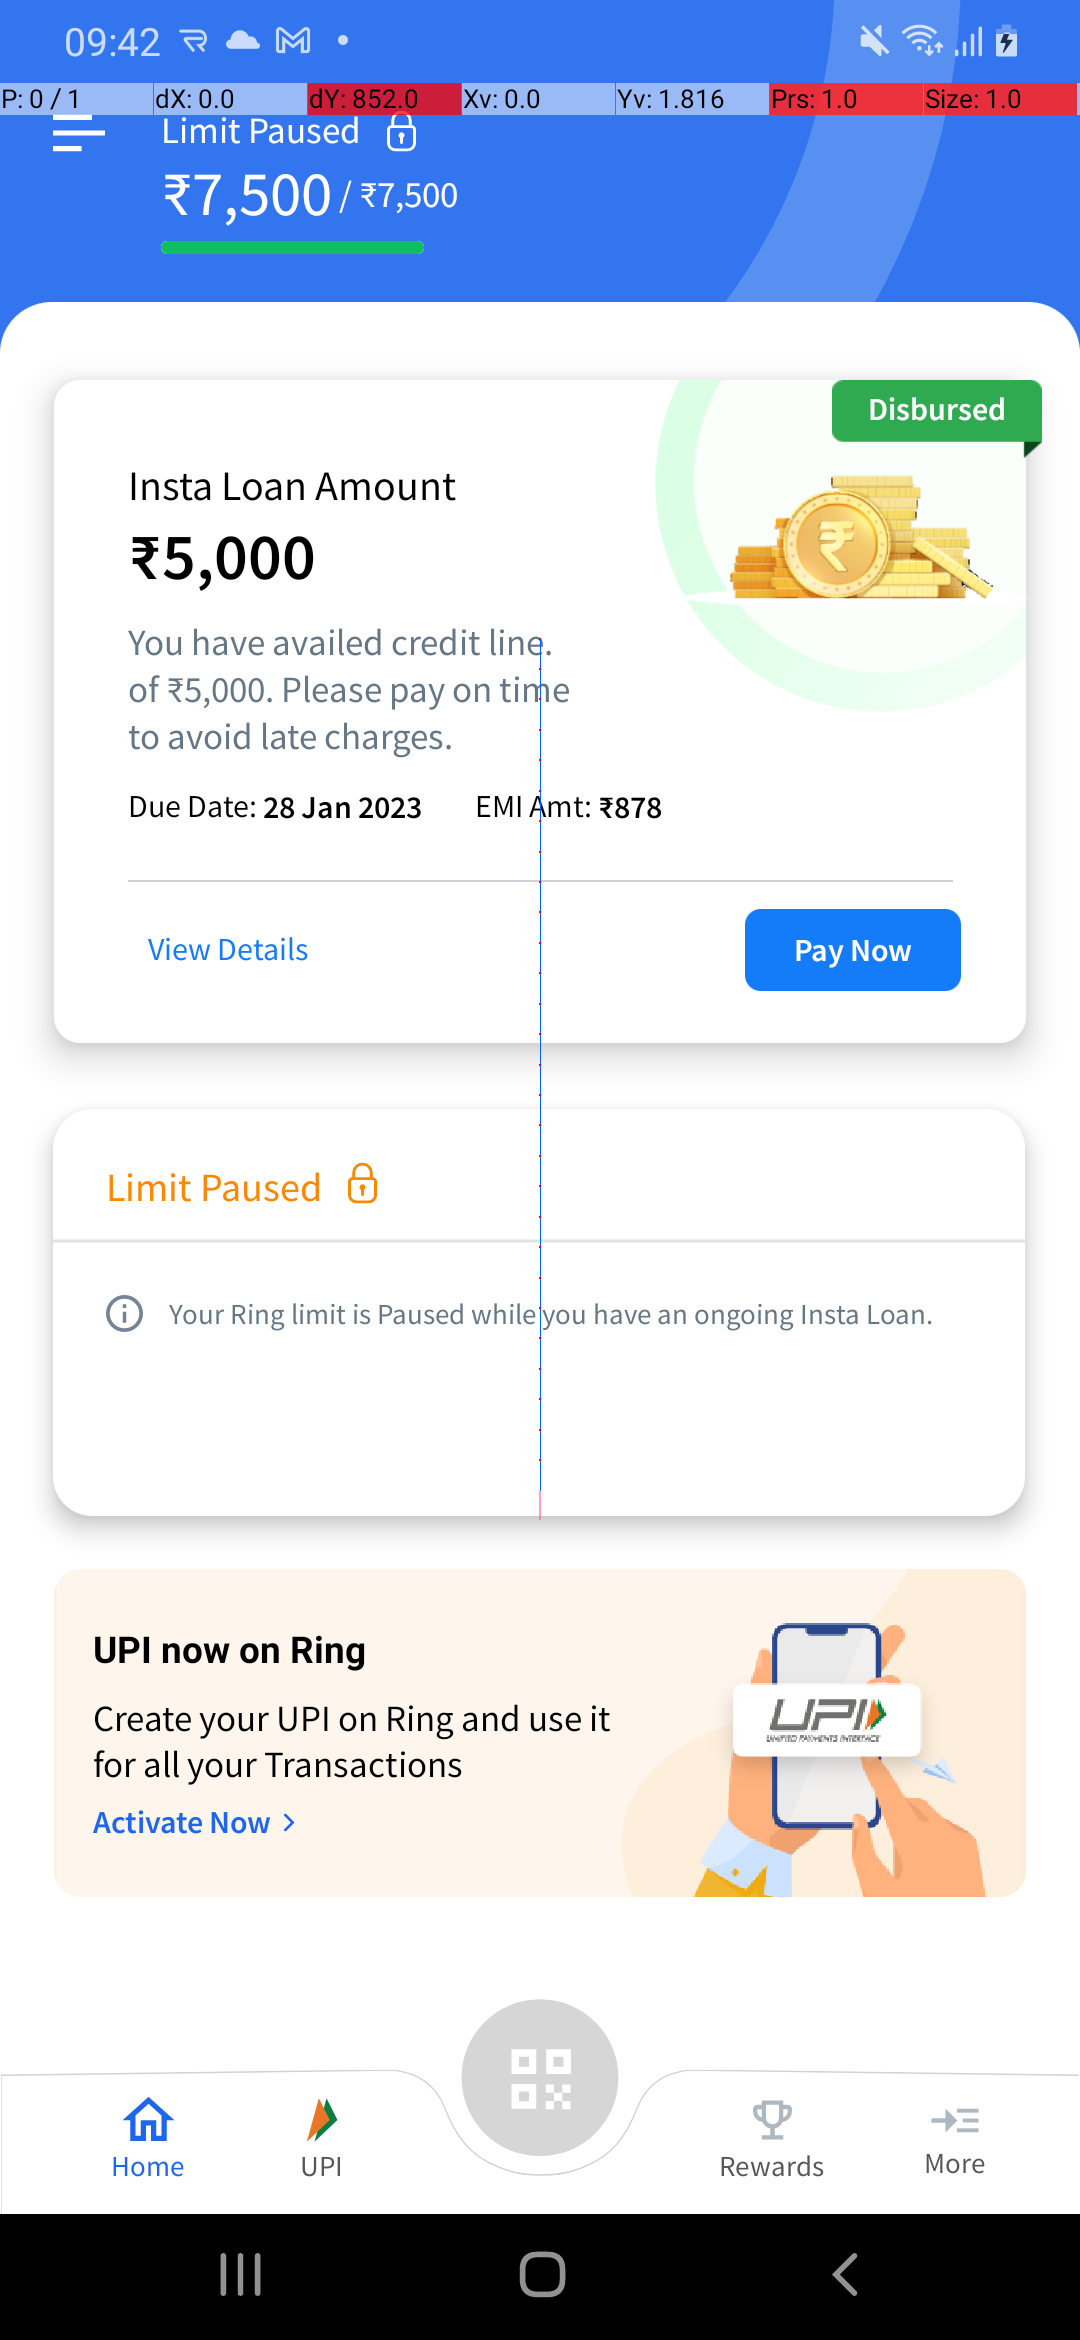 09:42
P: 0 / 1 dX: 0.0 dY: 852.0 Xv: 0.0 Yv: 1.816 Prs: 1.0 Size: 1.0
Limit Paused
₹7,500 / ₹7,500
Disbursed
Insta Loan Amount
₹5,000
You have availed credit line.
of ₹5,000. Please pay on time
to avoid late charges.
Due Date: 28 Jan 2023 EMI Amt: ₹878
View Details Pay Now
Limit Paused
Your Ring limit is Paused while you have an ongoing Insta Loan.
UPI now on Ring
Create your UPI on Ring and use it
for all your Transactions
Activate Now
UPI
UNIFIED PAYMENTS INTERFACE
Home UPI Rewards More